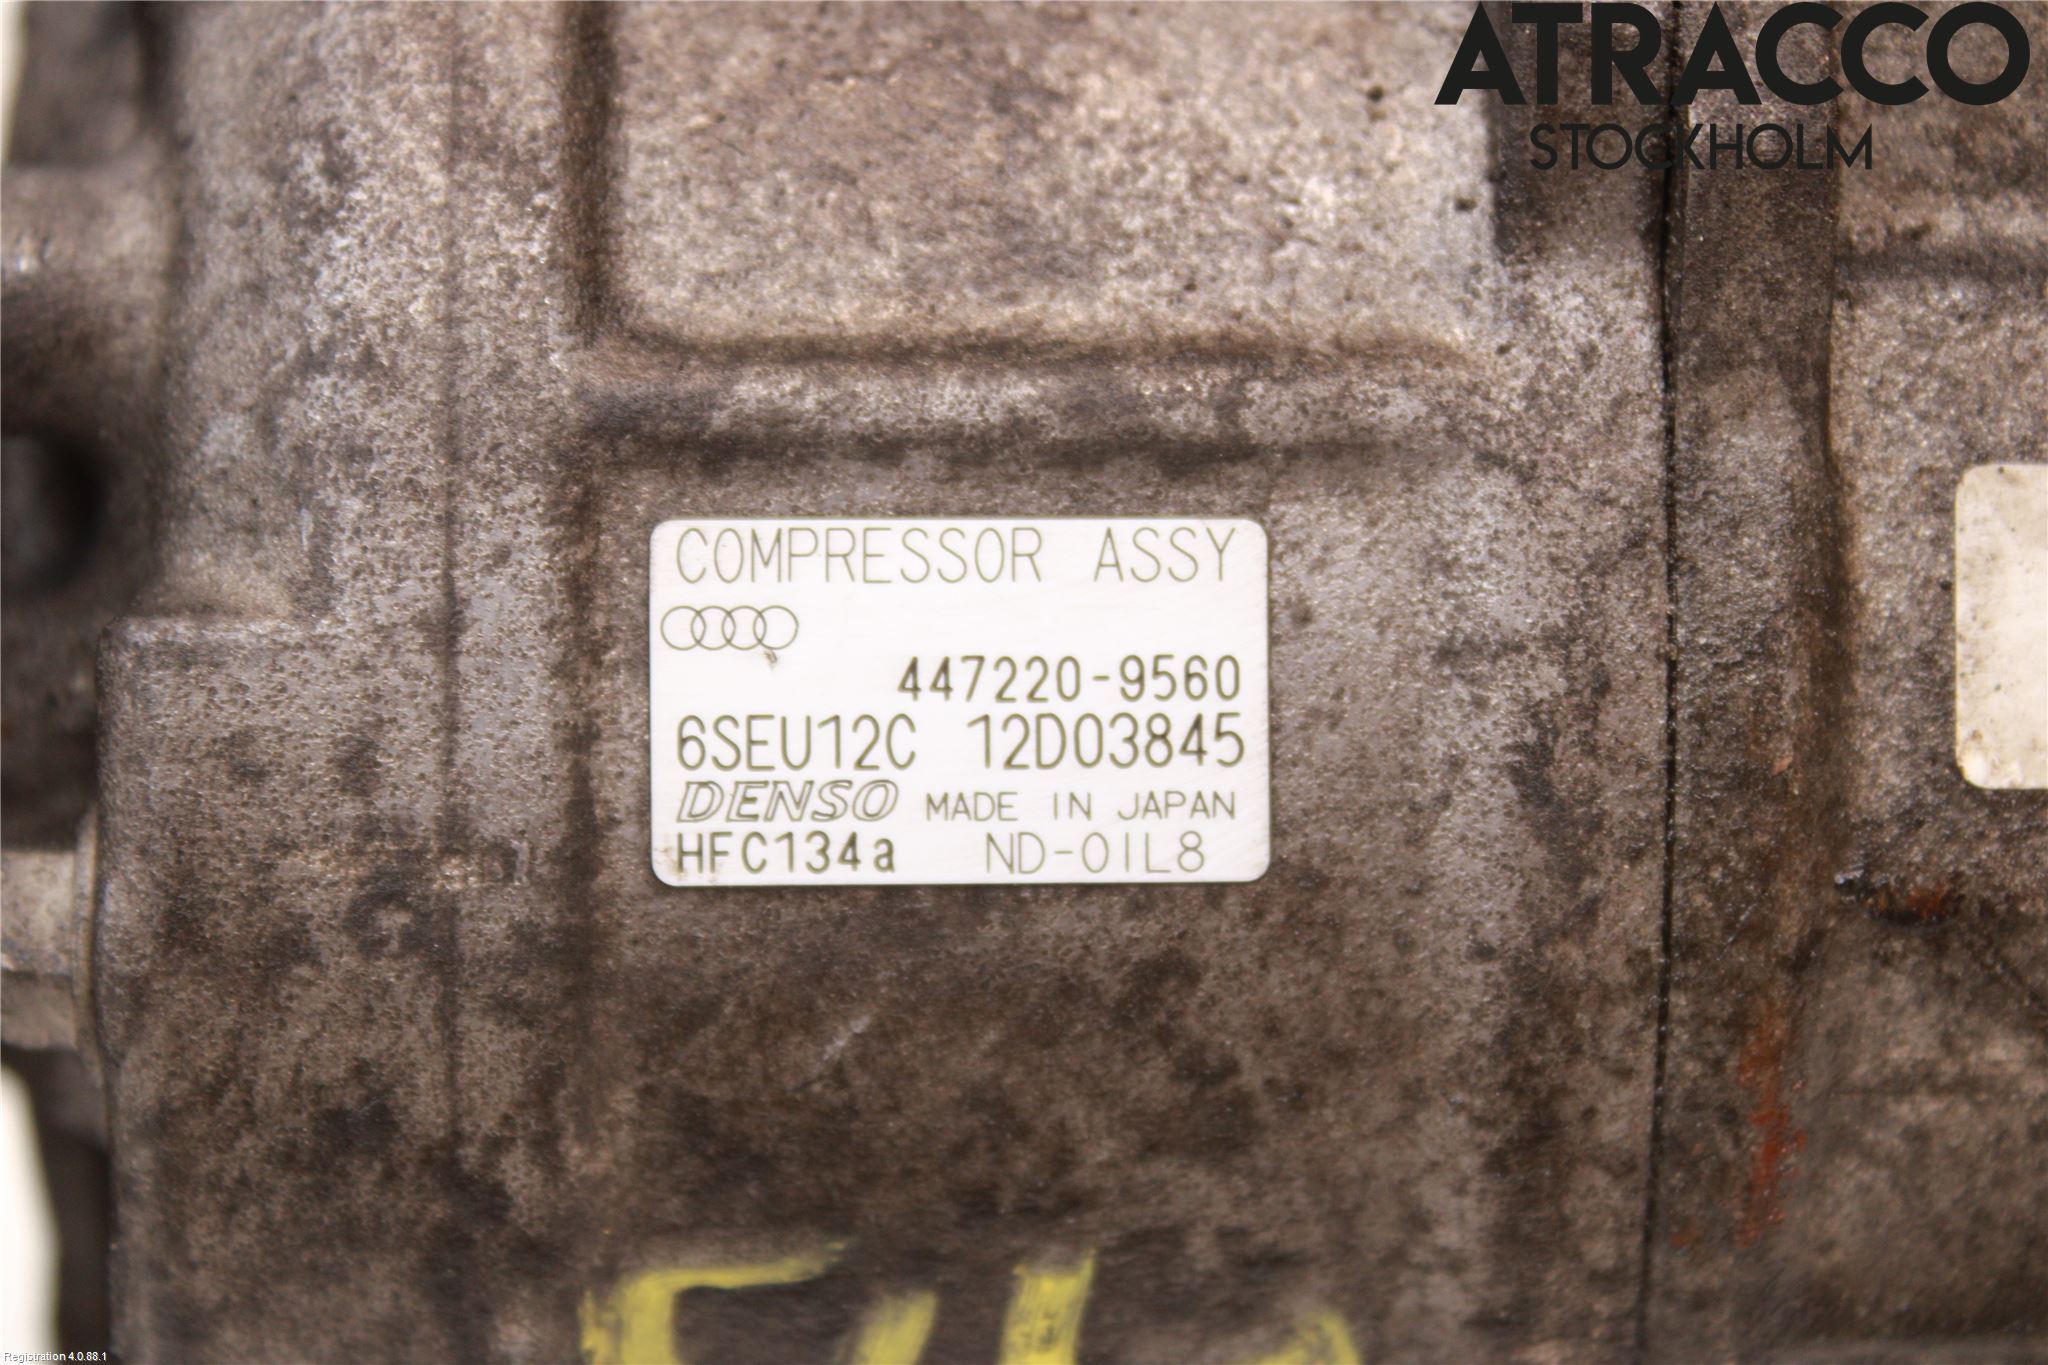 ATRACCO
STOCKHOLM
COMPRESSOR ASSY
447220-9560
6SEU12C 12D03845
DENSO MADE IN JAPAN
HFC134a ND-OIL8
Registration 4.0.88.1